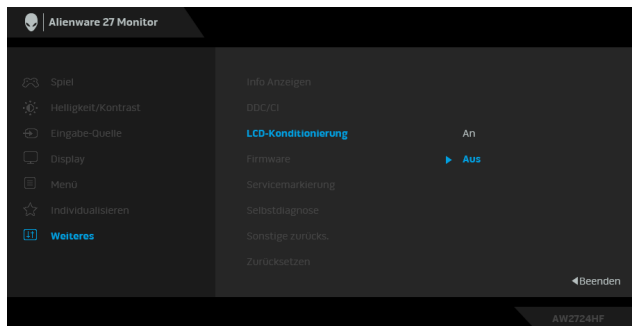 Alienware 27 Monitor
Spiel
Info Anzeigen
Helligkeit/Kontrast
DDC/CI
Eingabe-Quelle
LCD-Konditionierung
An
Display
Firmware
Aus
Menü
Servicemarkierung
Individualisieren
Selbstdiagnose
Weiteres
Sonstige zurücks.
Zurücksetzen
Beenden
AW2724HF